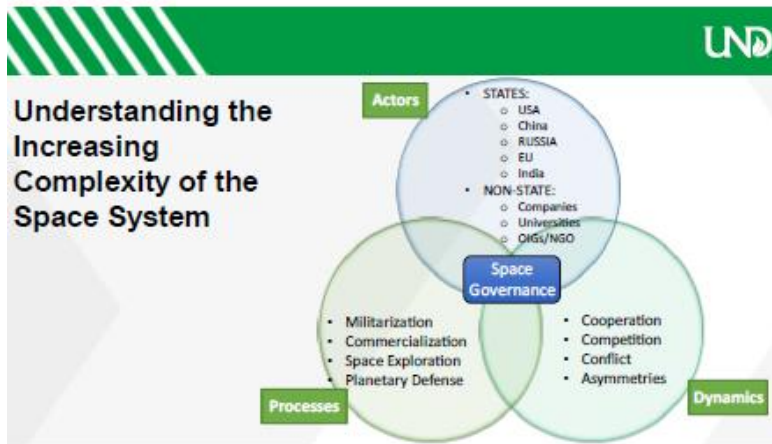 UND
Understanding the
Increasing
Complexity of the
Space System
Actors
• STATES:
o USA
o China
o RUSSIA
o EU
o India
• NON-STATE:
o Companies
o Universities
o OIGs/NGO
Space
Governance
• Militarization
• Commercialization
• Space Exploration
• Planetary Defense
Processes
• Cooperation
• Competition
• Conflict
• Asymmetries
Dynamics